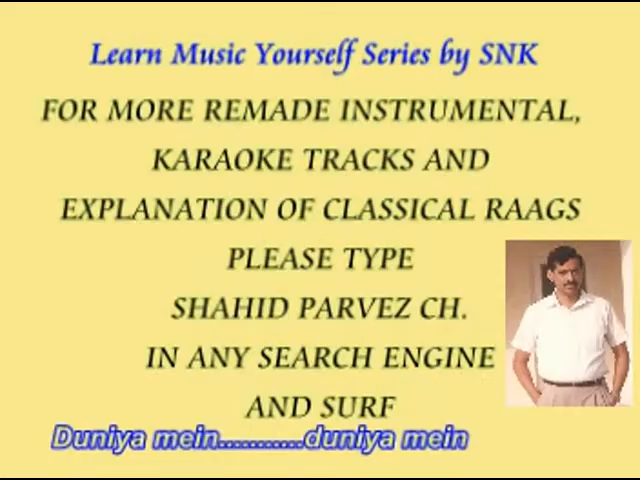 Learn Music Yourself Series by SNK
FOR MORE REMADE INSTRUMENTAL,
KARAOKE TRACKS AND
EXPLANATION OF CLASSICAL RAAGS
PLEASE TYPE
SHAHID PARVEZ CH.
IN ANY SEARCH ENGINE
AND SURF
Duniya mein...........duniya mein